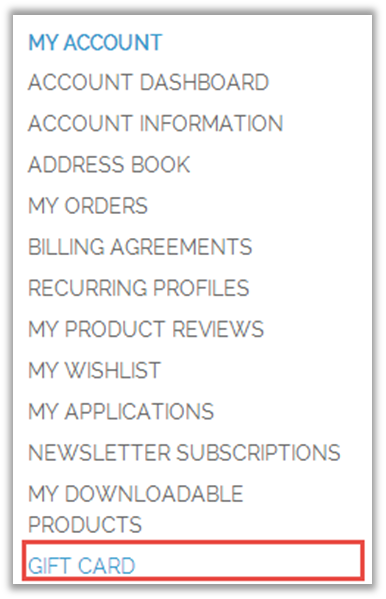 MY ACCOUNT
ACCOUNT DASHBOARD
ACCOUNT INFORMATION
ADDRESS BOOK
MY ORDERS
BILLING AGREEMENTS
RECURRING PROFILES
MY PRODUCT REVIEWS
MY WISHLIST
MY APPLICATIONS
NEWSLETTER SUBSCRIPTIONS
MY DOWNLOADABLE
PRODUCTS
GIFT CARD